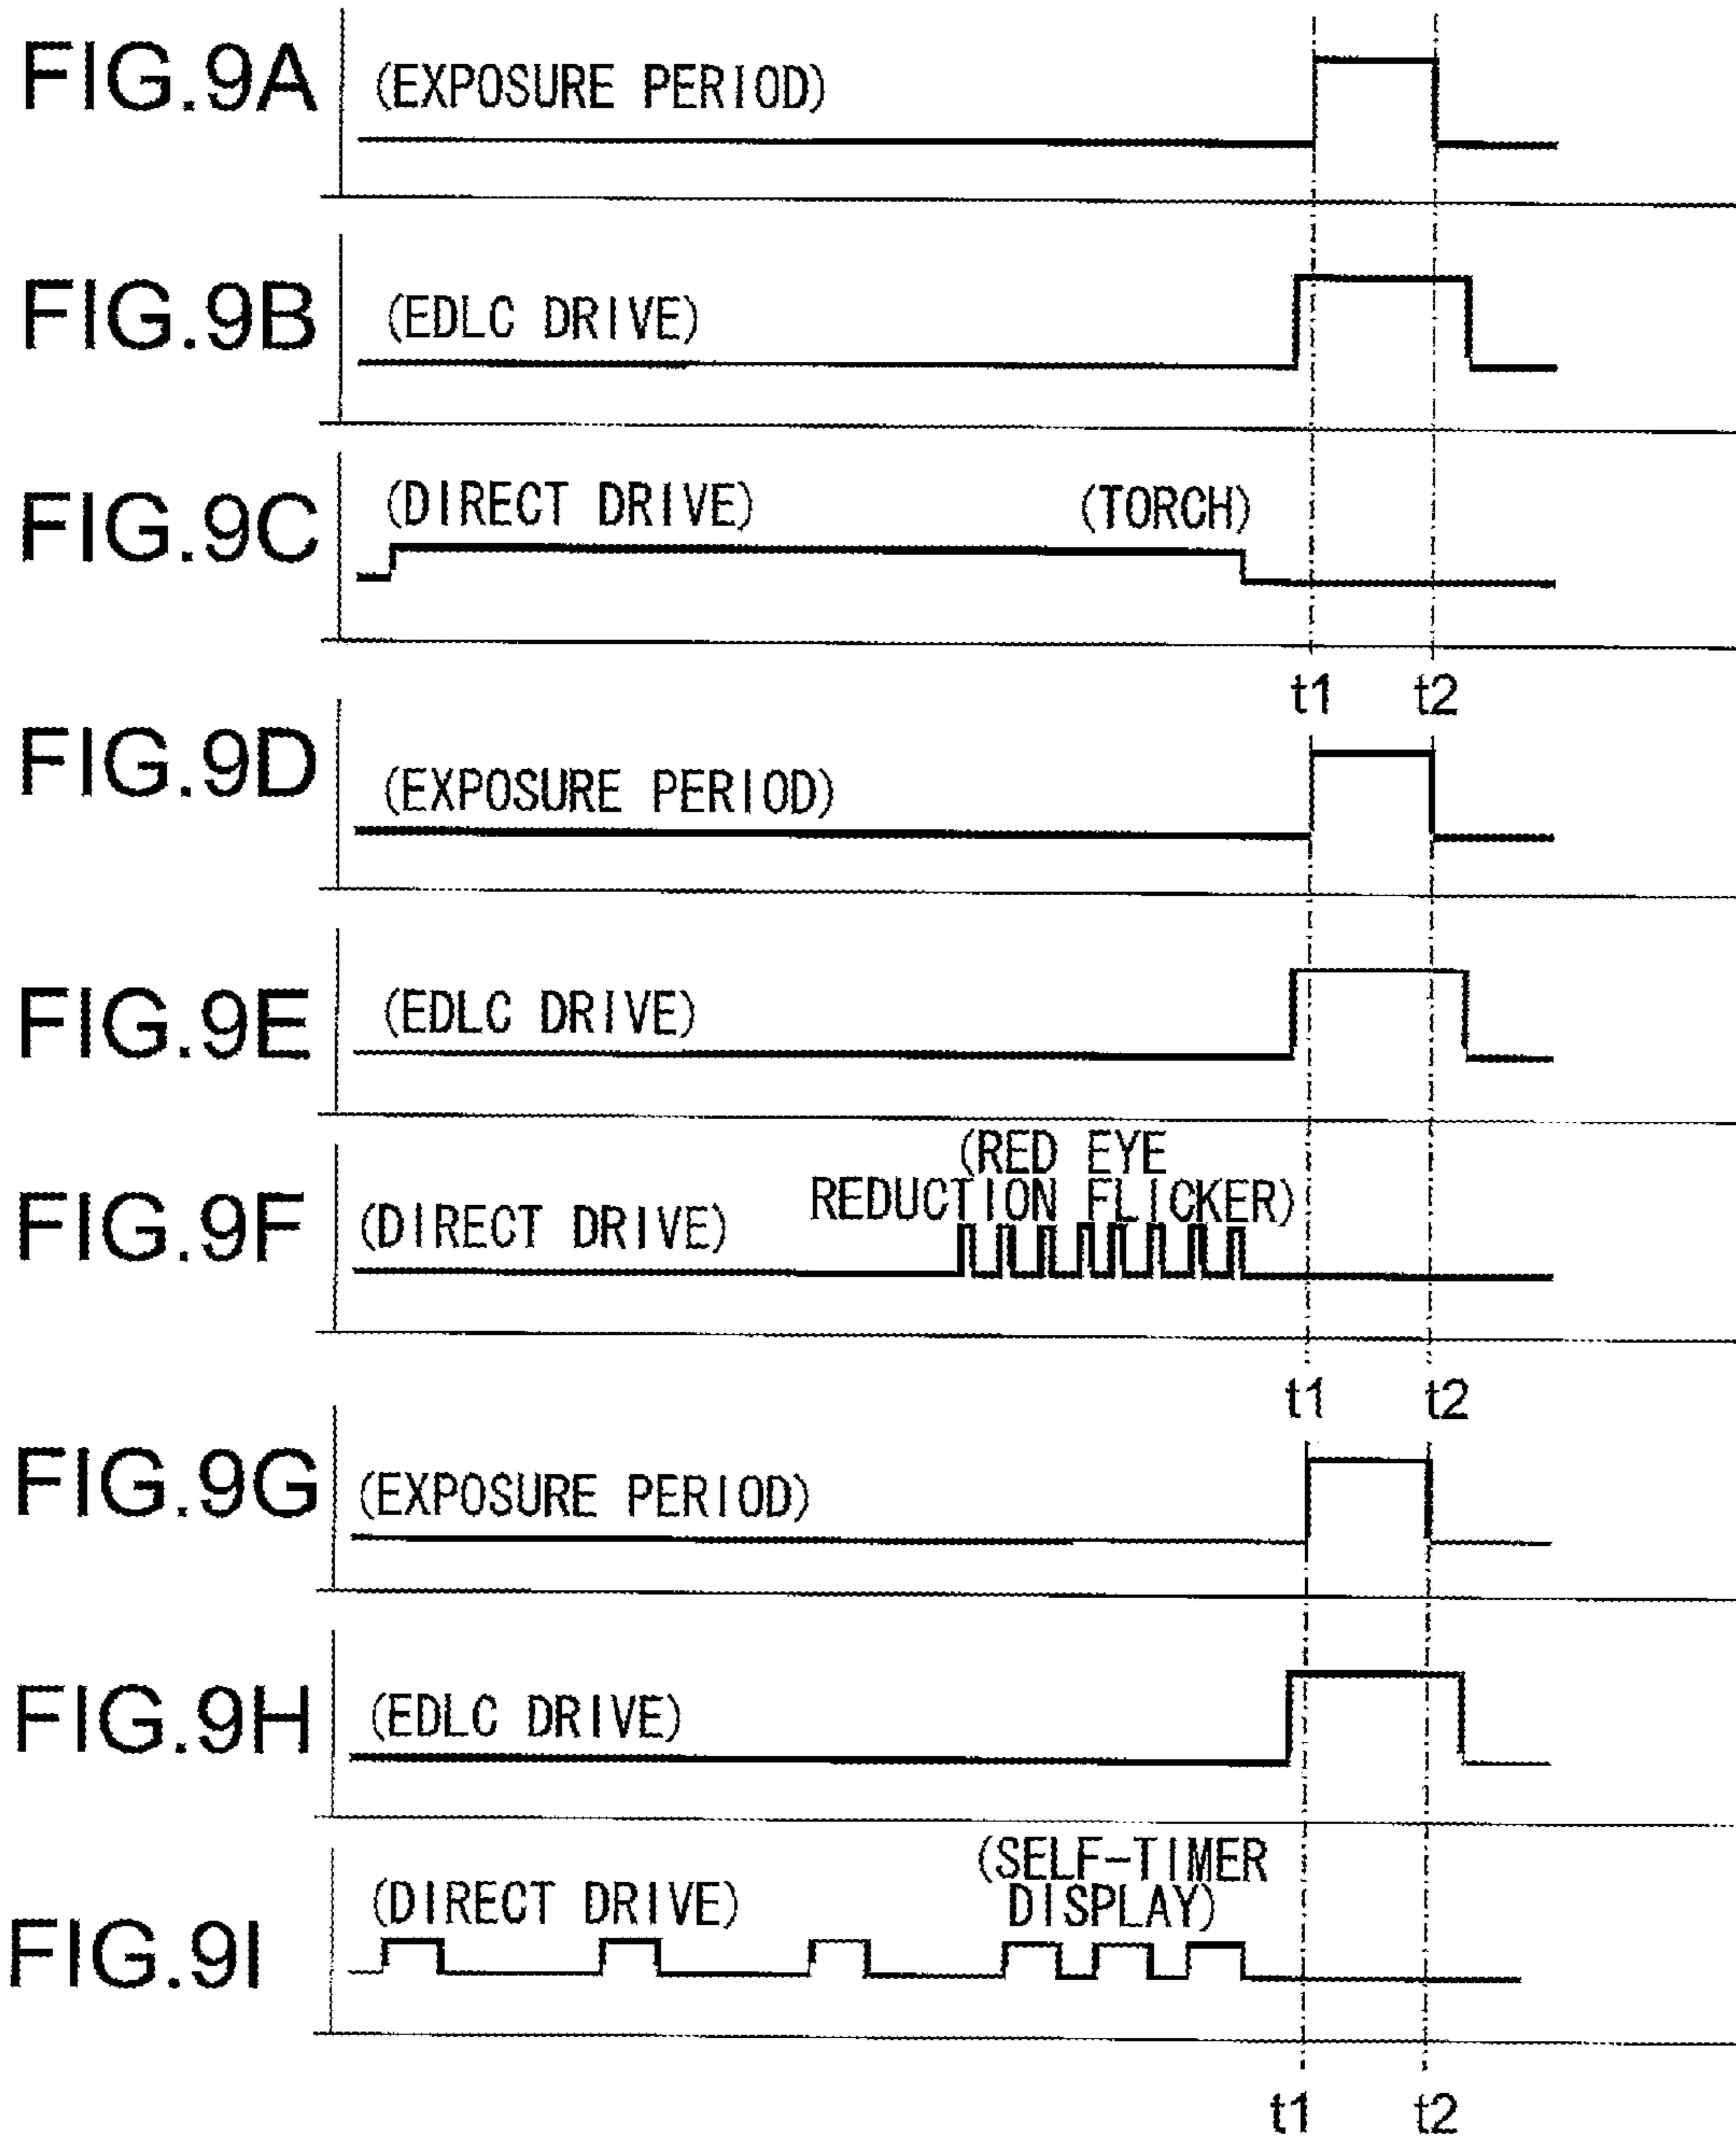 FIG.9A
(EXPOSURE PERIOD)
FIG.9B
(EDLC DRIVE)
FIG.9C
(DIRECT DRIVE) (TORCH)
t1 t2
FIG.9D
(EXPOSURE PERIOD)
FIG.9E
(EDLC DRIVE)
FIG.9F
(DIRECT DRIVE)
(RED EYE
REDUCTION FLICKER)
t1 t2
FIG.9G
(EXPOSURE PERIOD)
FIG.9H
(EDLC DRIVE)
FIG.9I
(DIRECT DRIVE)
(SELF-TIMER
DISPLAY)
t1 t2